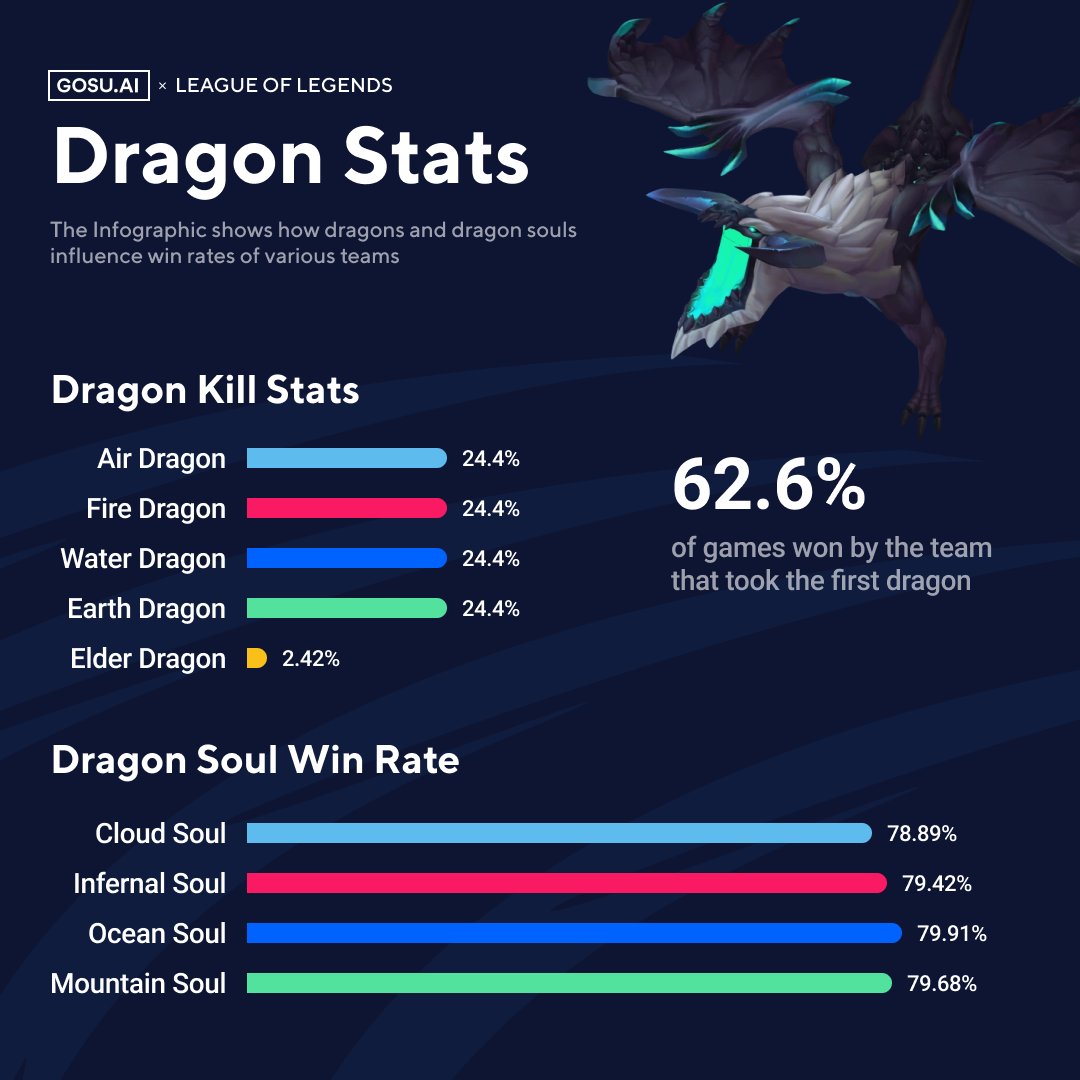 GOSU.AI × LEAGUE OF LEGENDS
Dragon Stats
The Infographic shows how dragons and dragon souls
influence win rates of various teams
Dragon Kill Stats
Air Dragon 24.4%
Fire Dragon 24.4%
Water Dragon 24.4%
Earth Dragon 24.4%
Elder Dragon 2.42%
62.6%
of games won by the team
that took the first dragon
Dragon Soul Win Rate
Cloud Soul 78.89%
Infernal Soul 79.42%
Ocean Soul 79.91%
Mountain Soul 79.68%